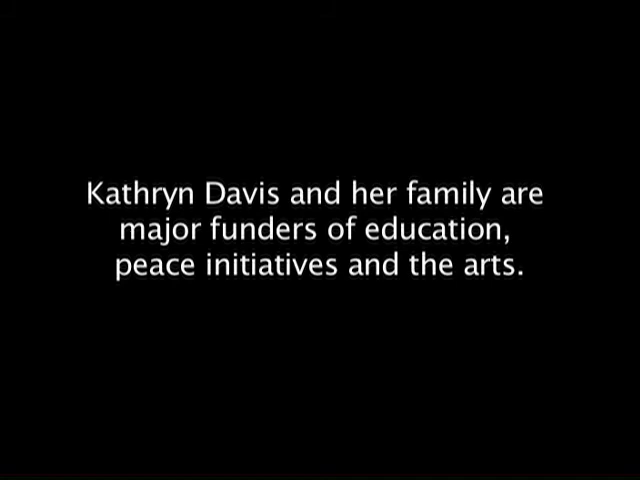 Kathryn Davis and her family are
major funders of education,
peace initiatives and the arts.